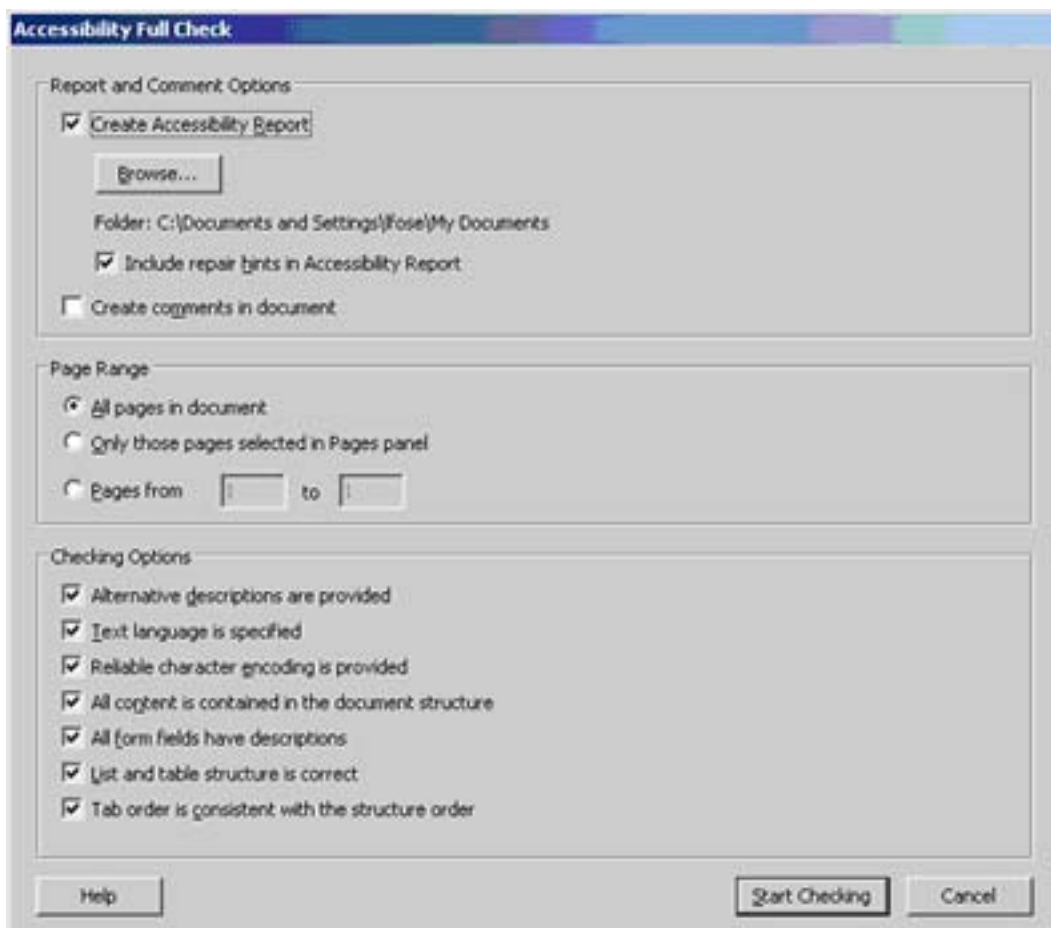 Accessibility Full Check
Report and Comment Options
Create Accessibility Report
Browse...
Folder: C:\Documents and Settings\lfose\My Documents
Include repair hints in Accessibility Report
Create comments in document
Page Range
All pages in document
Only those pages selected in Pages panel
Pages from 1 to 1
Checking Options
Alternative descriptions are provided
Text language is specified
Reliable character encoding is provided
All content is contained in the document structure
All form fields have descriptions
List and table structure is correct
Tab order is consistent with the structure order
Help Start Checking Cancel